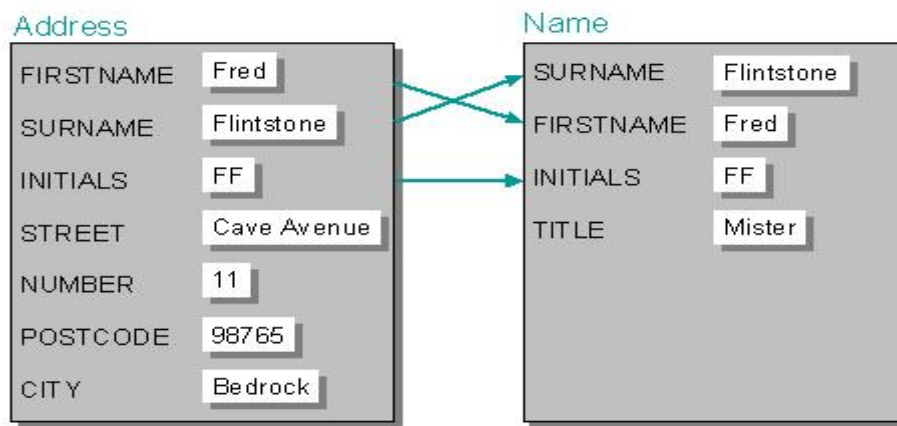 Address
FIRSTNAME Fred
SURNAME Flintstone
INITIALS FF
STREET Cave Avenue
NUMBER 11
POSTCODE 98765
CITY Bedrock
Name
SURNAME Flintstone
FIRSTNAME Fred
INITIALS FF
TITLE Mister